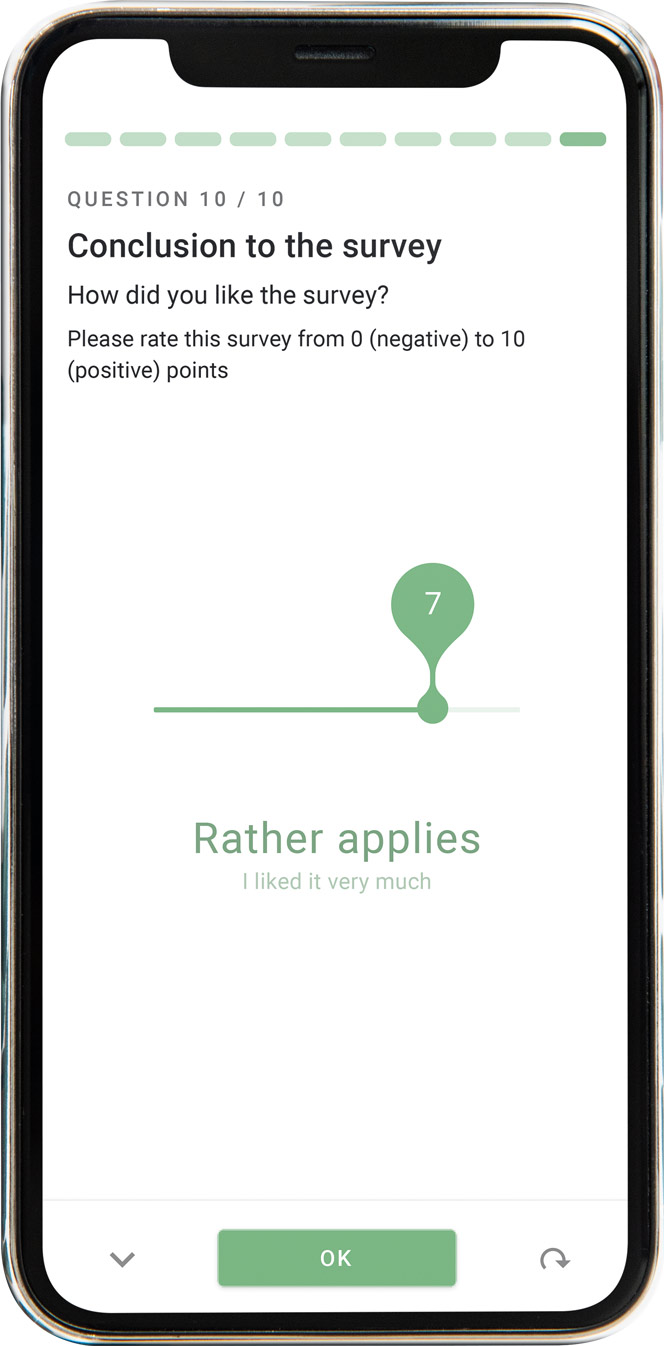 QUESTION 10 / 10
Conclusion to the survey
How did you like the survey?
Please rate this survey from 0 (negative) to 10
(positive) points
7
Rather applies
I liked it very much
OK